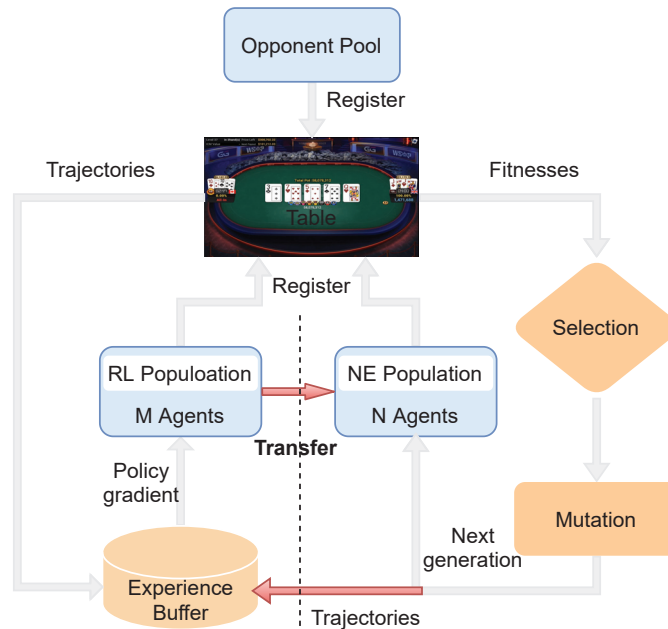 Opponent Pool
Register
Trajectories
Fitnesses
Table
Register
Selection
RL Populoation
NE Population
M Agents
N Agents
Transfer
Policy
gradient
Next
generation
Mutation
Experience
Buffer
Trajectories